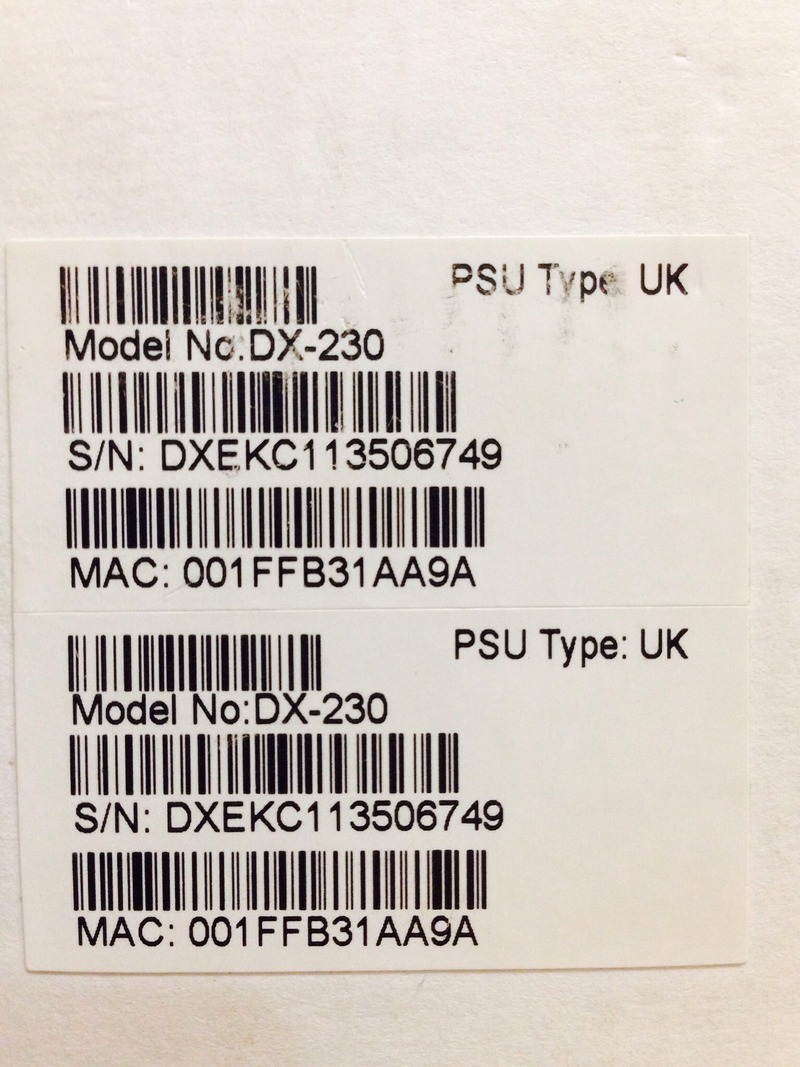 PSU Type: UK
Model No:DX-230
S/N: DXEKC113506749
MAC: 001FFB31AA9A
PSU Type: UK
Model No:DX-230
S/N: DXEKC113506749
MAC: 001FFB31AA9A